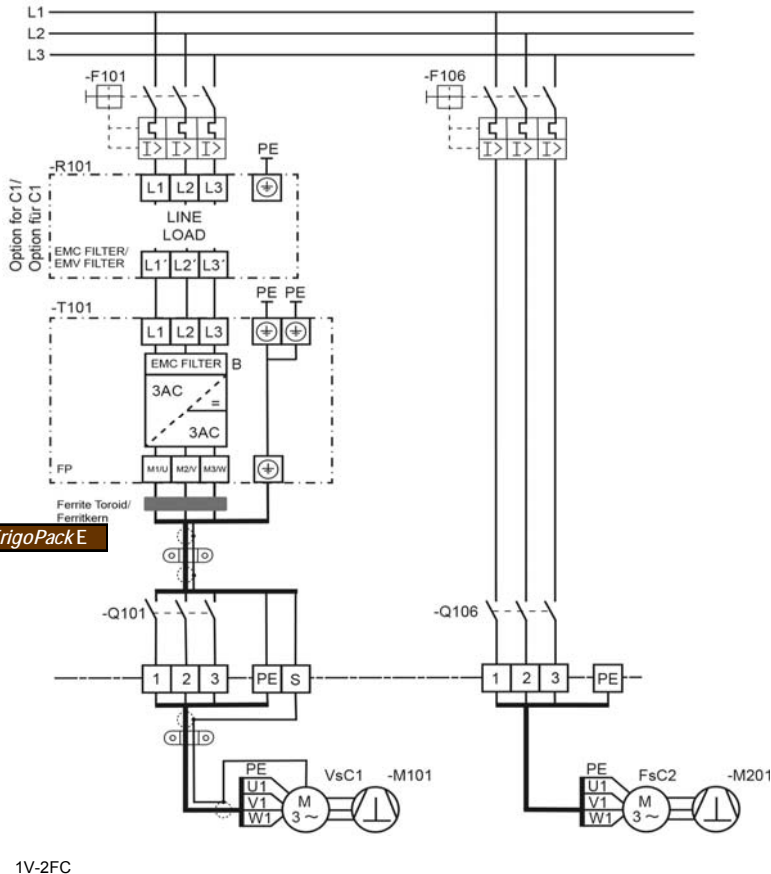 L1
L2
L3
-F101
-F106
I> I> I>
I> I> I>
PE
-R101
L1 L2 L3
Option for C1/
Option für C1
LINE
LOAD
EMC FILTER/
EMV FILTER
L1´ L2´ L3´
PE PE
-T101
L1 L2 L3
EMC FILTER B
3AC
=
3AC
FP
M1/U M2/V M3/W
Ferrite Toroid/
Ferritkern
rigoPack E
-Q101
-Q106
1 2 3 PE S
1 2 3 PE
PE
U1
V1
W1
M
3 ~
VsC1
-M101
PE
U1
V1
W1
M
3 ~
FsC2
-M201
1V-2FC